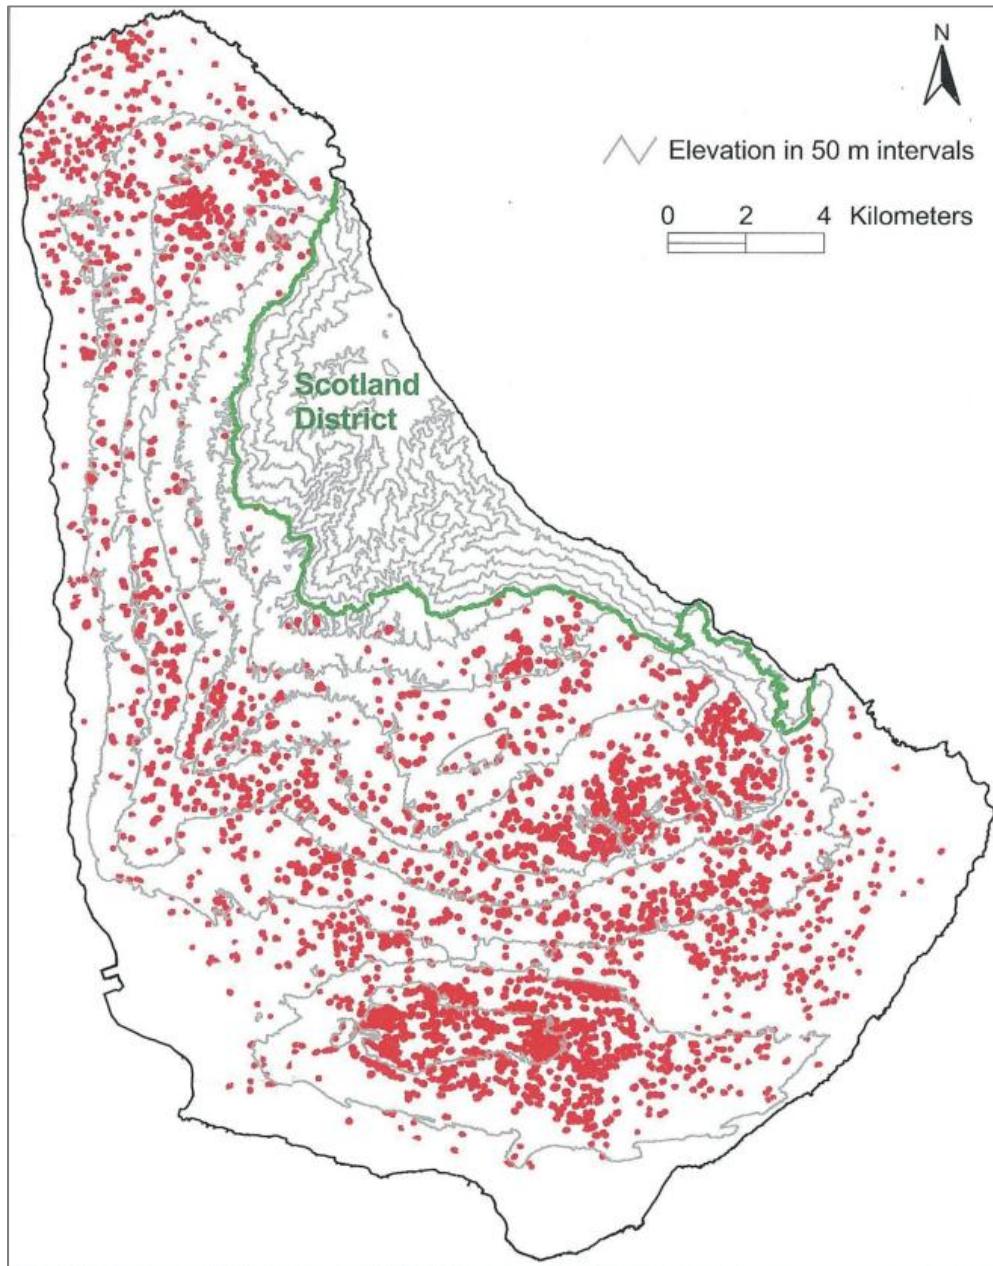 N
Elevation in 50 m intervals
0 2 4 Kilometers
Scotland
District